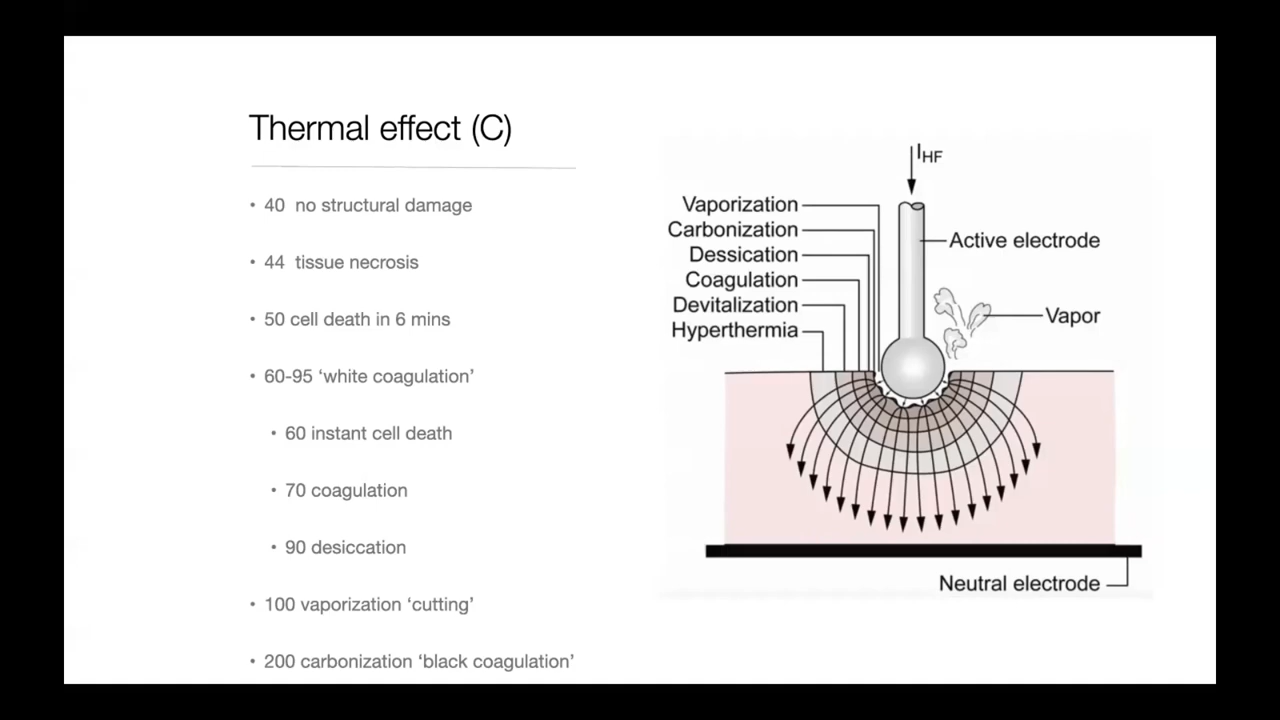 Thermal effect (C)
• 40 no structural damage
• 44 tissue necrosis
• 50 cell death in 6 mins
• 60-95 ‘white coagulation’
• 60 instant cell death
• 70 coagulation
• 90 desiccation
• 100 vaporization ‘cutting’
• 200 carbonization ‘black coagulation’
IHF
Vaporization
Carbonization
Dessication
Coagulation
Devitalization
Hyperthermia
Active electrode
Vapor
Neutral electrode